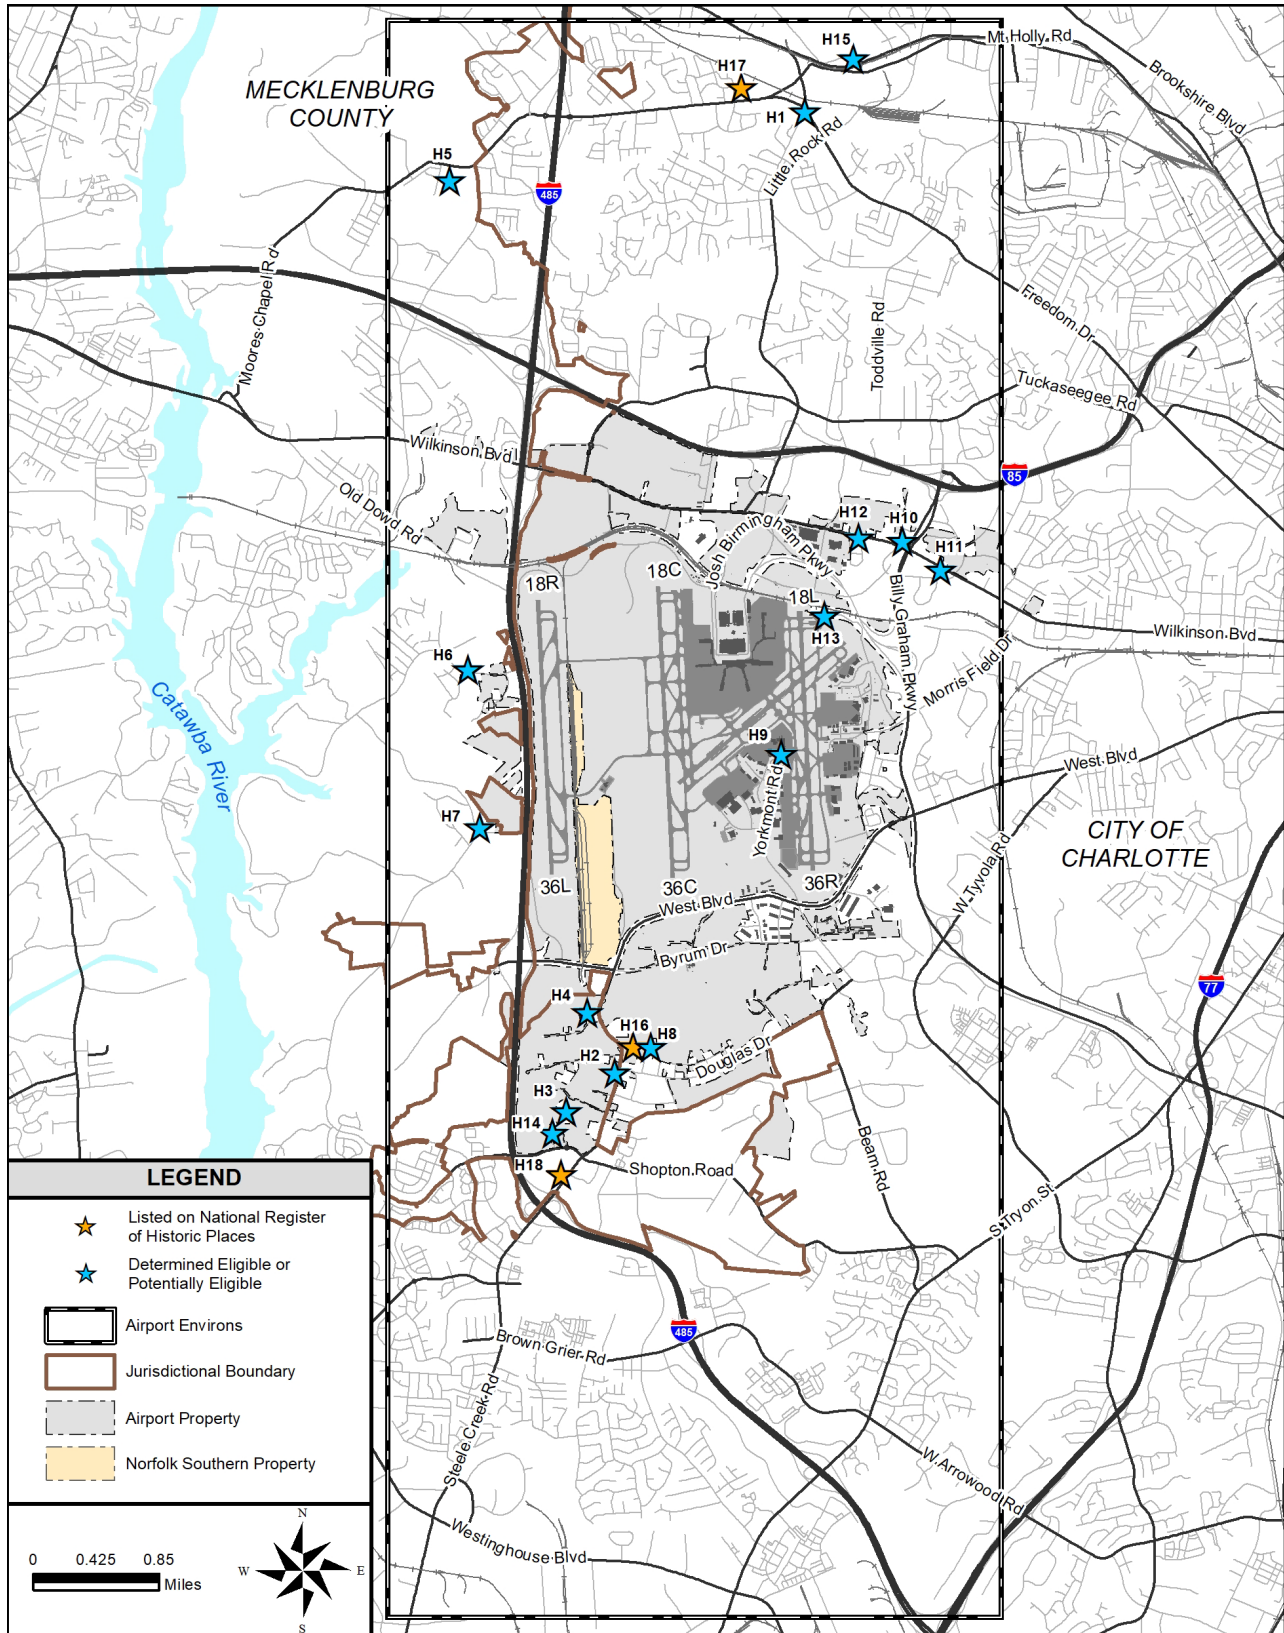 H15
Mt Holly Rd
H17
MECKLENBURG
COUNTY
Brookshire Blvd
H1
Little Rock Rd
H5
485
Moores Chapel Rd
Freedom Dr
Toddville Rd
Tuckaseegee Rd
Wilkinson Bvd
85
Old Dowd Rd
H12
H10
Josh Birmingham Pkwy
H11
18R
18C
18L
Billy Graham Pkwy
H13
Wilkinson Bvd
H6
Morris Field Dr
Catawba River
H9
West Blvd
H7
Yorkmont Rd
CITY OF
CHARLOTTE
W Tyvola Rd
36L
36C
36R
West Blvd
Byrum Dr
77
H4
H16
H8
H2
Douglas Dr
H3
H14
Beam Rd
H18
Shopton Road
S Tryon St
LEGEND
Listed on National Register
of Historic Places
Determined Eligible or
Potentially Eligible
Airport Environs
Jurisdictional Boundary
Airport Property
Norfolk Southern Property
485
Brown Grier Rd
Steele Creek Rd
W Arrowood Rd
Westinghouse Blvd
0 0.425 0.85
Miles
N
W E
S